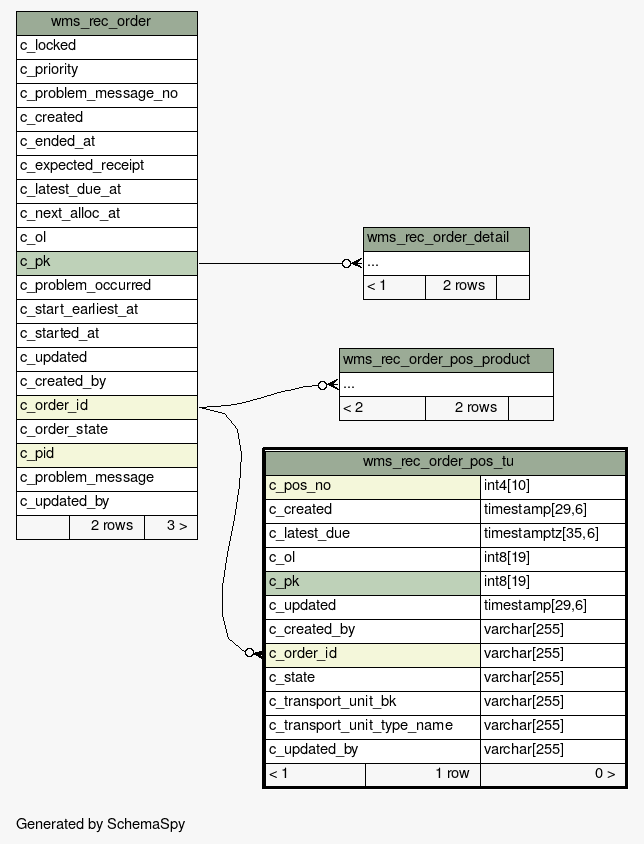 wms_rec_order
c_locked
c_priority
c_problem_message_no
c_created
c_ended_at
c_expected_receipt
c_latest_due_at
c_next_alloc_at
c_ol
c_pk
c_problem_occurred
c_start_earliest_at
c_started_at
c_updated
c_created_by
c_order_id
c_order_state
c_pid
c_problem_message
c_updated_by
2 rows 3 >
wms_rec_order_detail
...
< 1 2 rows
wms_rec_order_pos_product
...
< 2 2 rows
wms_rec_order_pos_tu
c_pos_no int4[10]
c_created timestamp[29,6]
c_latest_due timestamptz[35,6]
c_ol int8[19]
c_pk int8[19]
c_updated timestamp[29,6]
c_created_by varchar[255]
c_order_id varchar[255]
c_state varchar[255]
c_transport_unit_bk varchar[255]
c_transport_unit_type_name varchar[255]
c_updated_by varchar[255]
< 1 1 row 0 >
Generated by SchemaSpy